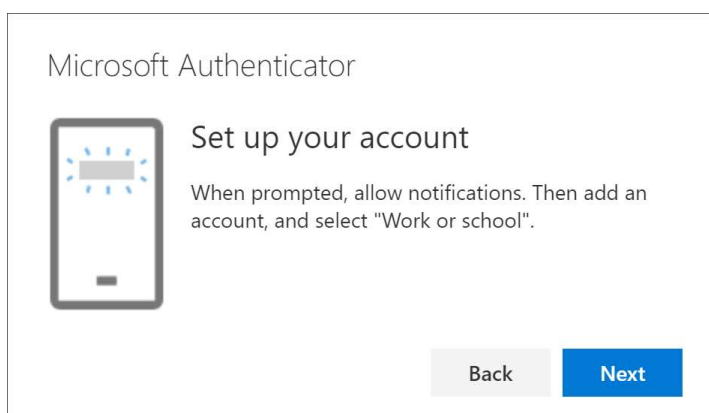 Microsoft Authenticator
Set up your account
When prompted, allow notifications. Then add an
account, and select "Work or school".
Back
Next